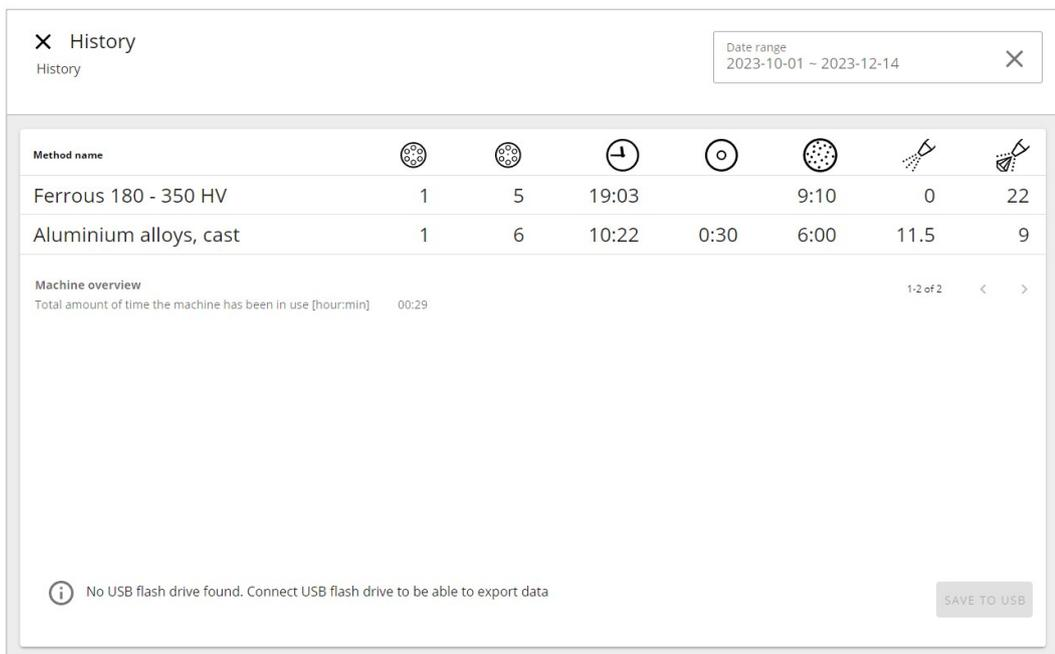 History
History
Date range
2023-10-01 ~ 2023-12-14
Method name
Ferrous 180 - 350 HV 1 5 19:03 9:10 0 22
Aluminium alloys, cast 1 6 10:22 0:30 6:00 11.5 9
Machine overview
1-2 of 2
Total amount of time the machine has been in use [hour:min] 00:29
No USB flash drive found. Connect USB flash drive to be able to export data
SAVE TO USB